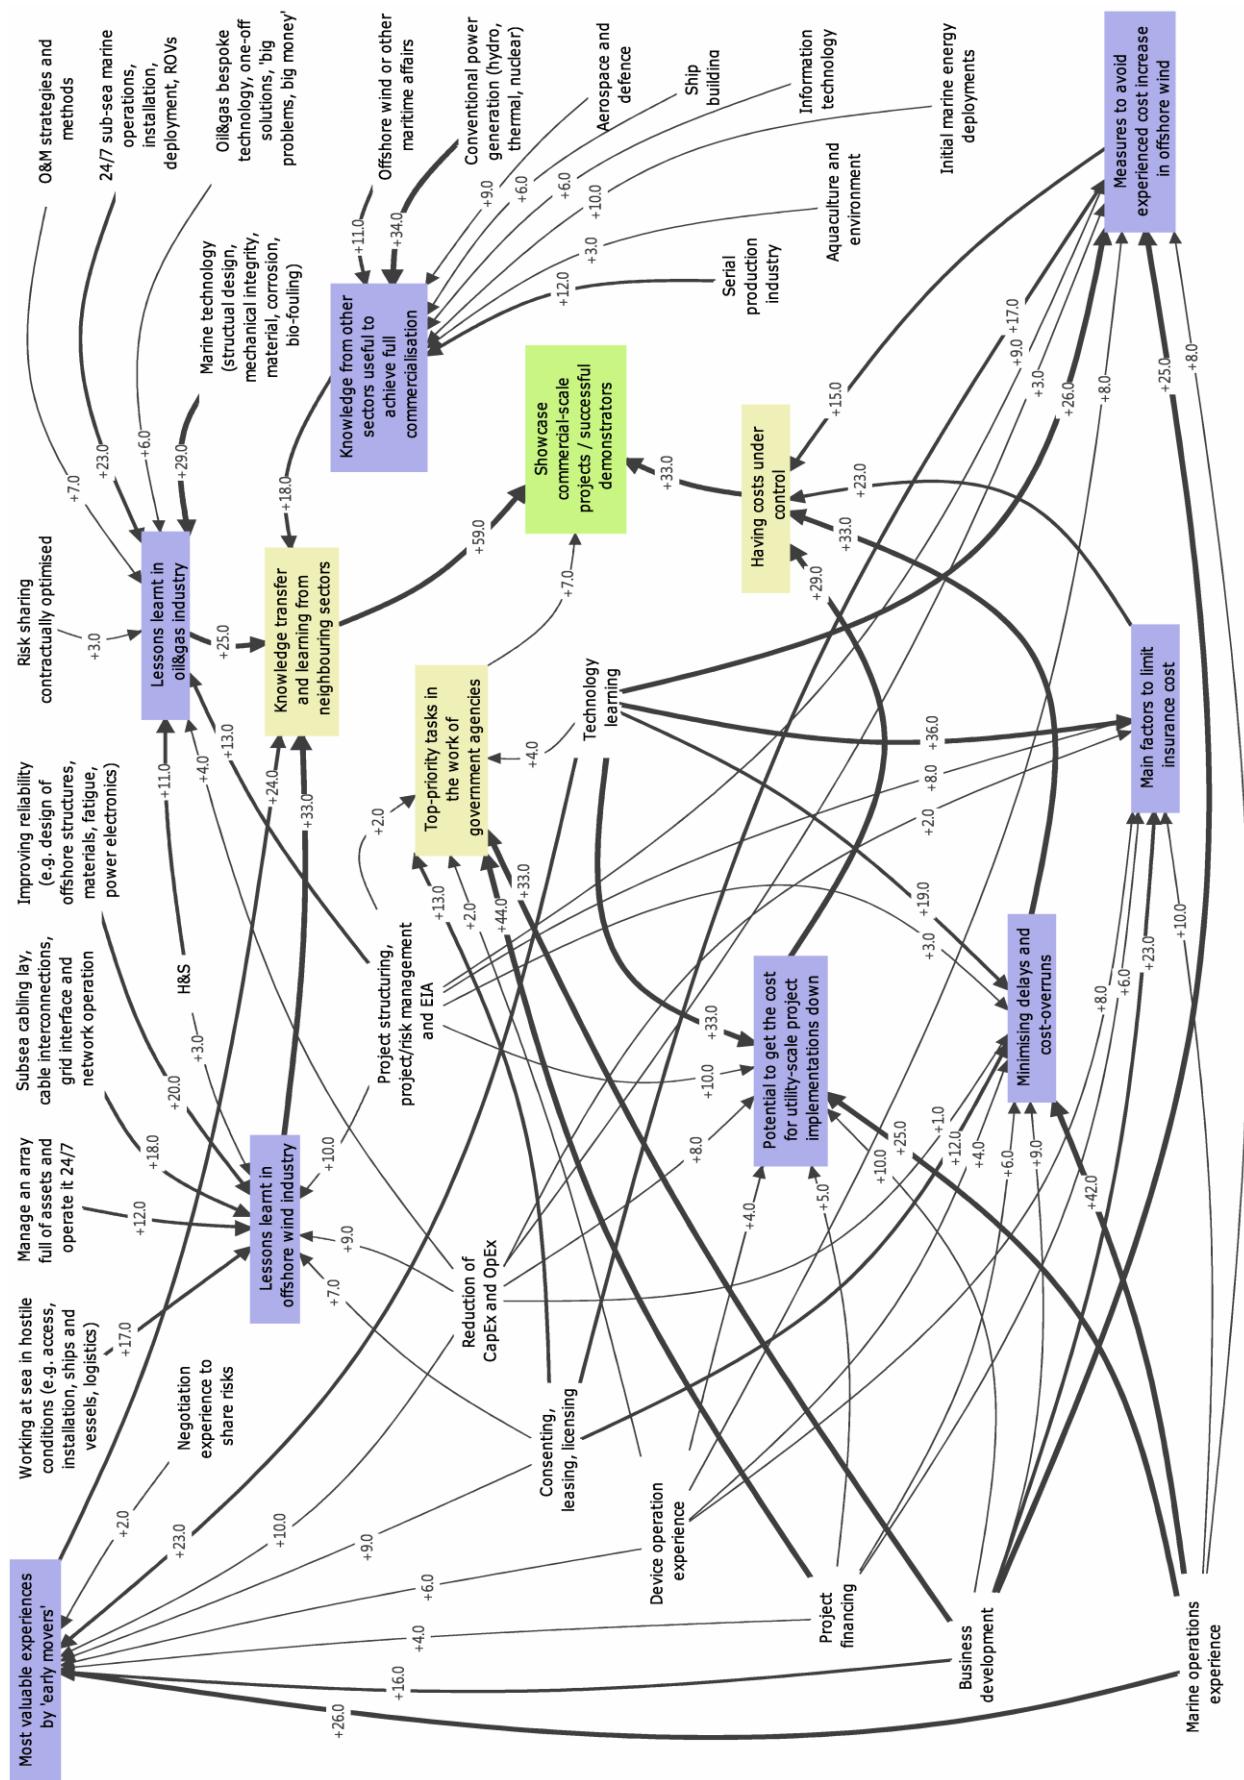 Most valuable experiences
by 'early movers'
Working at sea in hostile
conditions (e.g. access,
installation, ships and
vessels, logistics)
Manage an array
full of assets and
operate it 24/7
Subsea cabling lay,
cable interconnections,
grid interface and
network operation
Improving reliability
(e.g. design of
offshore structures,
materials, fatigue,
power electronics)
Risk sharing
contractually optimised
O&M strategies and
methods
24/7 sub-sea marine
operations,
installation,
deployment, ROVs
Oil&gas bespoke
technology, one-off
solutions, 'big
problems, big money'
Marine technology
(structual design,
mechanical integrity,
material, corrosion,
bio-fouling)
Negotiation
experience to
share risks
H&S
Lessons learnt in
oil&gas industry
Lessons learnt in
offshore wind industry
Knowledge transfer
and learning from
neighbouring sectors
Knowledge from other
sectors useful to
achieve full
commercialisation
Offshore wind or other
maritime affairs
Conventional power
generation (hydro,
thermal, nuclear)
Aerospace and
defence
Ship
building
Information
technology
Initial marine energy
deployments
Aquaculture and
environment
Serial
production
industry
Project structuring,
project/risk management
and EIA
Top-priority tasks in
the work of
government agencies
Showcase
commercial-scale
projects / successful
demonstrators
Reduction of
CapEx and OpEx
Consenting,
leasing, licensing
Technology
learning
Device operation
experience
Having costs under
control
Potential to get the cost
for utility-scale project
implementations down
Project
financing
Business
development
Minimising delays and
cost-overruns
Main factors to limit
insurance cost
Measures to avoid
experienced cost increase
in offshore wind
Marine operations
experience
+7.0
+23.0
+6.0
+29.0
+3.0
+11.0
+13.0
+4.0
+25.0
+18.0
+24.0
+33.0
+20.0
+3.0
+18.0
+12.0
+17.0
+10.0
+9.0
+7.0
+2.0
+23.0
+10.0
+9.0
+6.0
+4.0
+16.0
+26.0
+11.0
+34.0
+9.0
+6.0
+6.0
+10.0
+3.0
+12.0
+59.0
+7.0
+33.0
+2.0
+4.0
+13.0
+2.0
+44.0
+33.0
+15.0
+23.0
+33.0
+29.0
+33.0
+10.0
+8.0
+4.0
+5.0
+10.0
+25.0
+19.0
+3.0
+1.0
+12.0
+4.0
+6.0
+9.0
+42.0
+36.0
+8.0
+2.0
+8.0
+6.0
+23.0
+10.0
+17.0
+9.0
+3.0
+26.0
+8.0
+25.0
+8.0